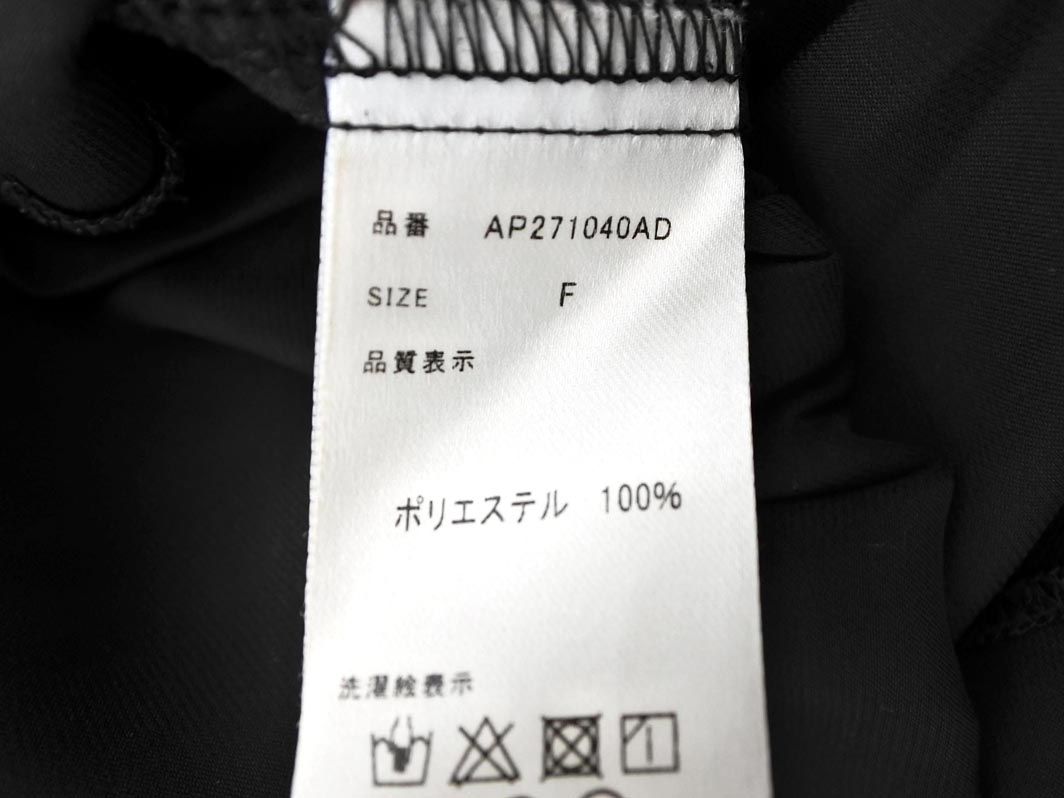 品番 AP271040AD
SIZE F
品質表示
ポリエステル 100%
洗濯絵表示